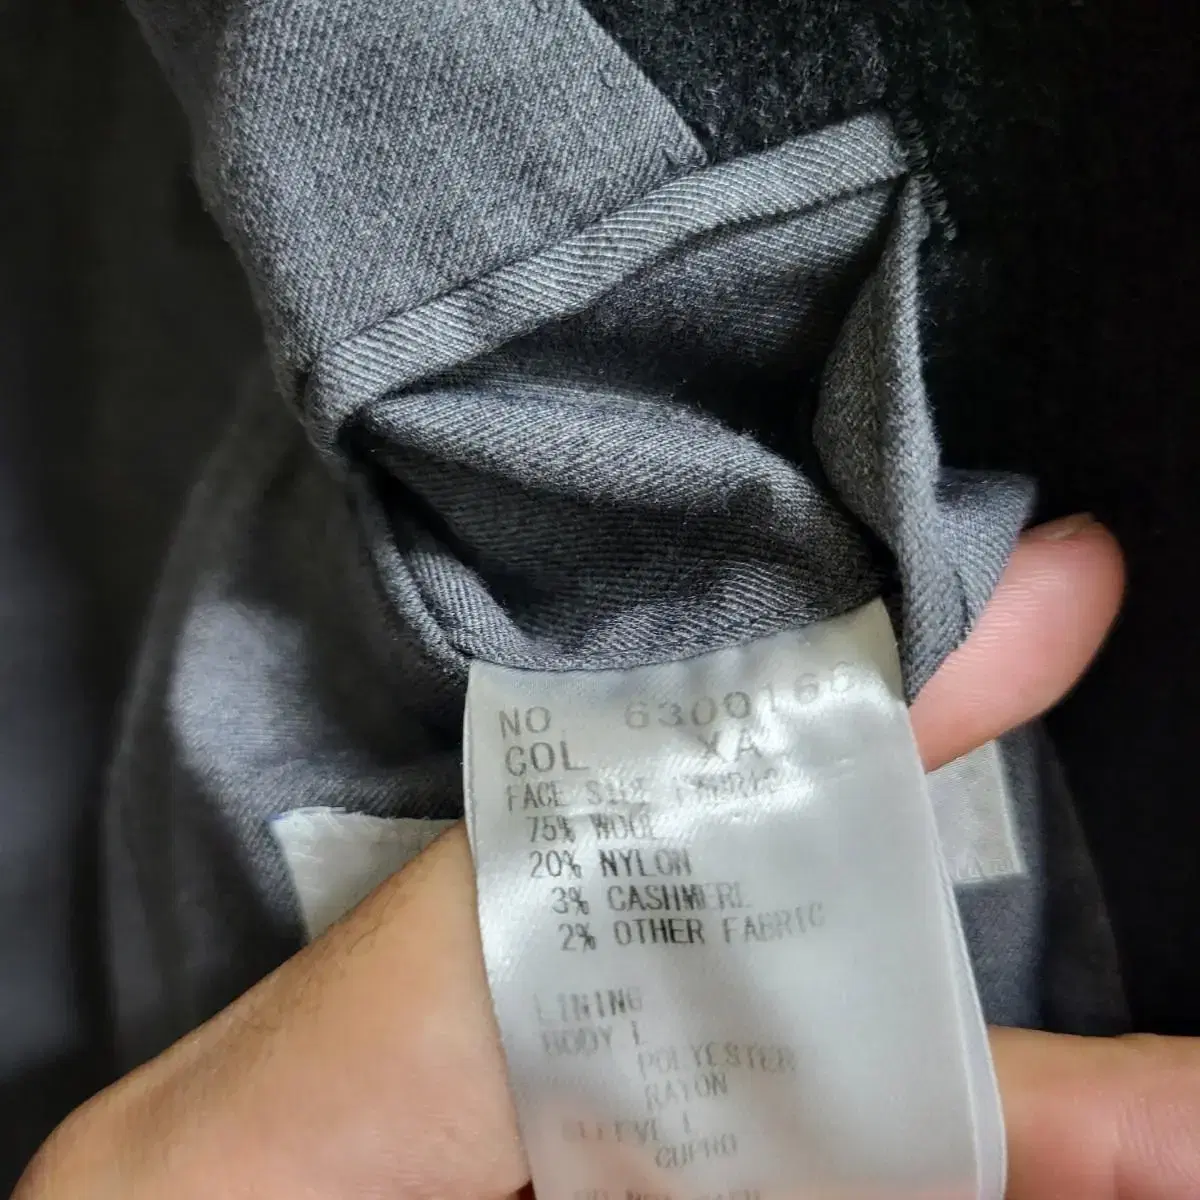 NO 6300166
COL XA
FACE SIDE FABRIC
75% WOOL
20% NYLON
3% CASHMERE
2% OTHER FABRIC
LINING
BODY L
POLYESTER
RAYON
SLEEVE L
CUPRO